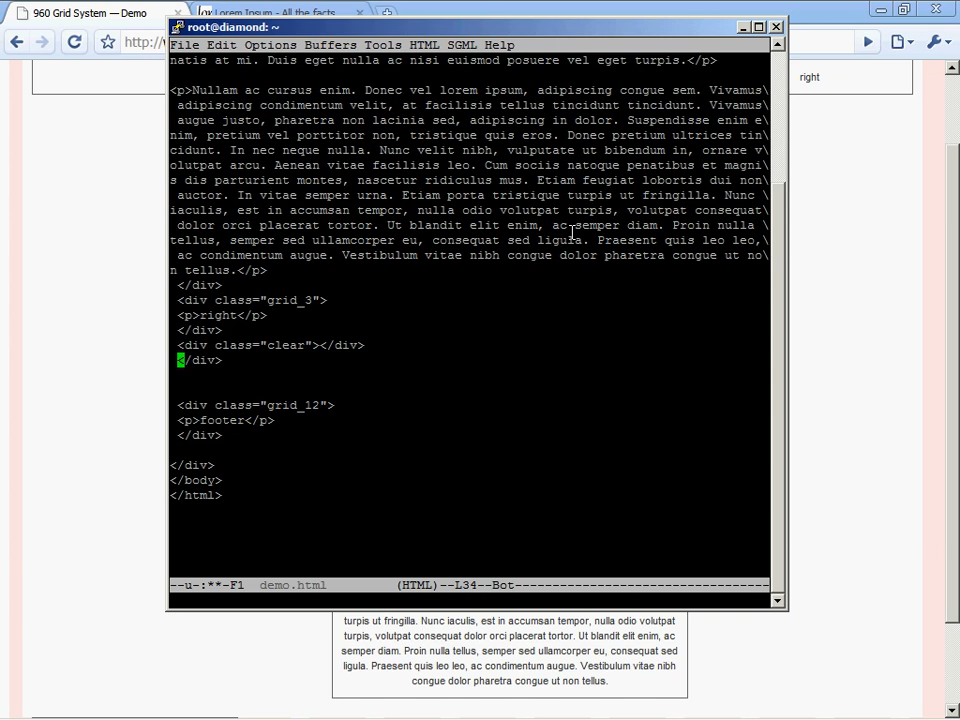 960 Grid System — Demo
Lorem Ipsum - All the facts
root@diamond: ~
http://w
File Edit Options Buffers Tools HTML SGML Help
natis at mi. Duis eget nulla ac nisi euismod posuere vel eget turpis.</p>
right
<p>Nullam ac cursus enim. Donec vel lorem ipsum, adipiscing congue sem. Vivamus\
adipiscing condimentum velit, at facilisis tellus tincidunt tincidunt. Vivamus\
augue justo, pharetra non lacinia sed, adipiscing in dolor. Suspendisse enim e\
nim, pretium vel porttitor non, tristique quis eros. Donec pretium ultrices tin\
cidunt. In nec neque nulla. Nunc velit nibh, vulputate ut bibendum in, ornare v\
olutpat arcu. Aenean vitae facilisis leo. Cum sociis natoque penatibus et magni\
s dis parturient montes, nascetur ridiculus mus. Etiam feugiat lobortis dui non\
auctor. In vitae semper urna. Etiam porta tristique turpis ut fringilla. Nunc \
iaculis, est in accumsan tempor, nulla odio volutpat turpis, volutpat consequat\
dolor orci placerat tortor. Ut blandit elit enim, ac semper diam. Proin nulla \
tellus, semper sed ullamcorper eu, consequat sed ligula. Praesent quis leo leo,\
ac condimentum augue. Vestibulum vitae nibh congue dolor pharetra congue ut no\
n tellus.</p>
</div>
<div class="grid_3">
<p>right</p>
</div>
<div class="clear"></div>
</div>
<div class="grid_12">
<p>footer</p>
</div>
</div>
</body>
</html>
--u-:**-F1  demo.html          (HTML)--L34--Bot-----------------------------------
turpis ut fringilla. Nunc iaculis, est in accumsan tempor, nulla odio volutpat
turpis, volutpat consequat dolor orci placerat tortor. Ut blandit elit enim, ac
semper diam. Proin nulla tellus, semper sed ullamcorper eu, consequat sed
ligula. Praesent quis leo leo, ac condimentum augue. Vestibulum vitae nibh
congue dolor pharetra congue ut non tellus.